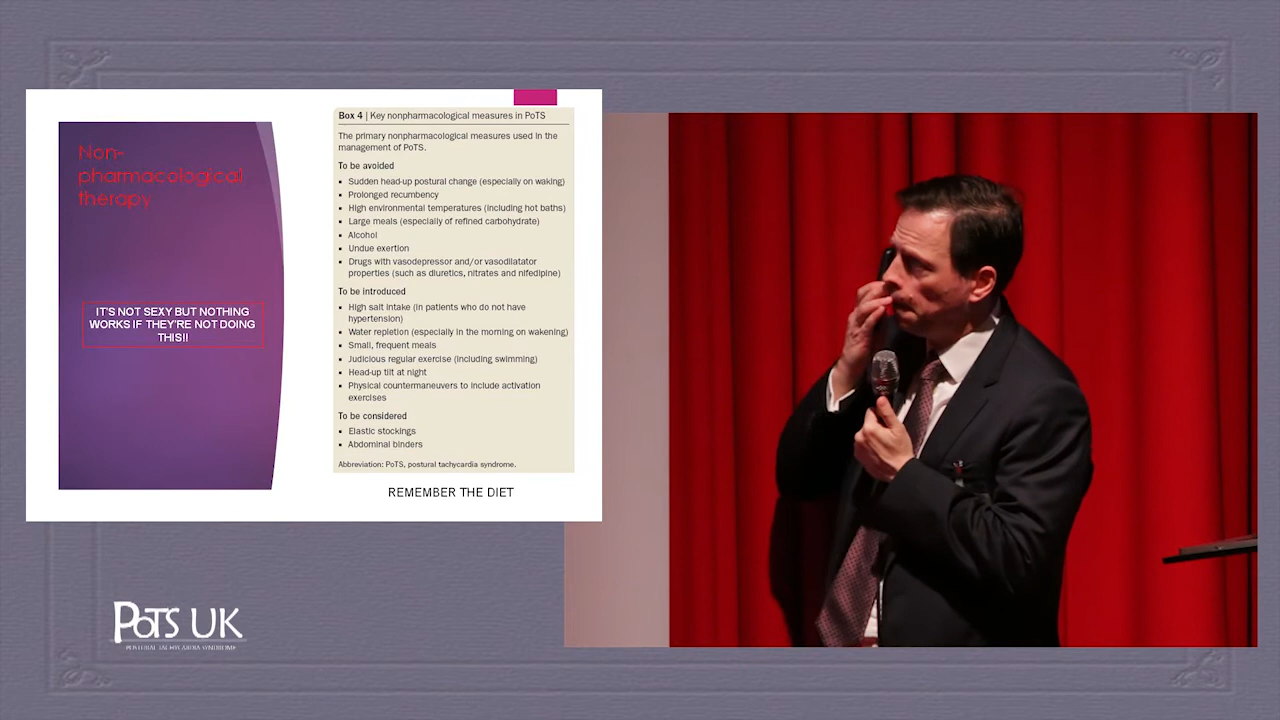 Non-
pharmacological
therapy
IT'S NOT SEXY BUT NOTHING
WORKS IF THEY'RE NOT DOING
THIS!!
Box 4 | Key nonpharmacological measures in PoTS
The primary nonpharmacological measures used in the
management of PoTS.
To be avoided
▪ Sudden head-up postural change (especially on waking)
▪ Prolonged recumbency
▪ High environmental temperatures (including hot baths)
▪ Large meals (especially of refined carbohydrate)
▪ Alcohol
▪ Undue exertion
▪ Drugs with vasodepressor and/or vasodilatator
properties (such as diuretics, nitrates and nifedipine)
To be introduced
▪ High salt intake (in patients who do not have
hypertension)
▪ Water repletion (especially in the morning on wakening)
▪ Small, frequent meals
▪ Judicious regular exercise (including swimming)
▪ Head-up tilt at night
▪ Physical countermaneuvers to include activation
exercises
To be considered
▪ Elastic stockings
▪ Abdominal binders
Abbreviation: PoTS, postural tachycardia syndrome.
REMEMBER THE DIET
PoTS UK
POSTURAL TACHYCARDIA SYNDROME